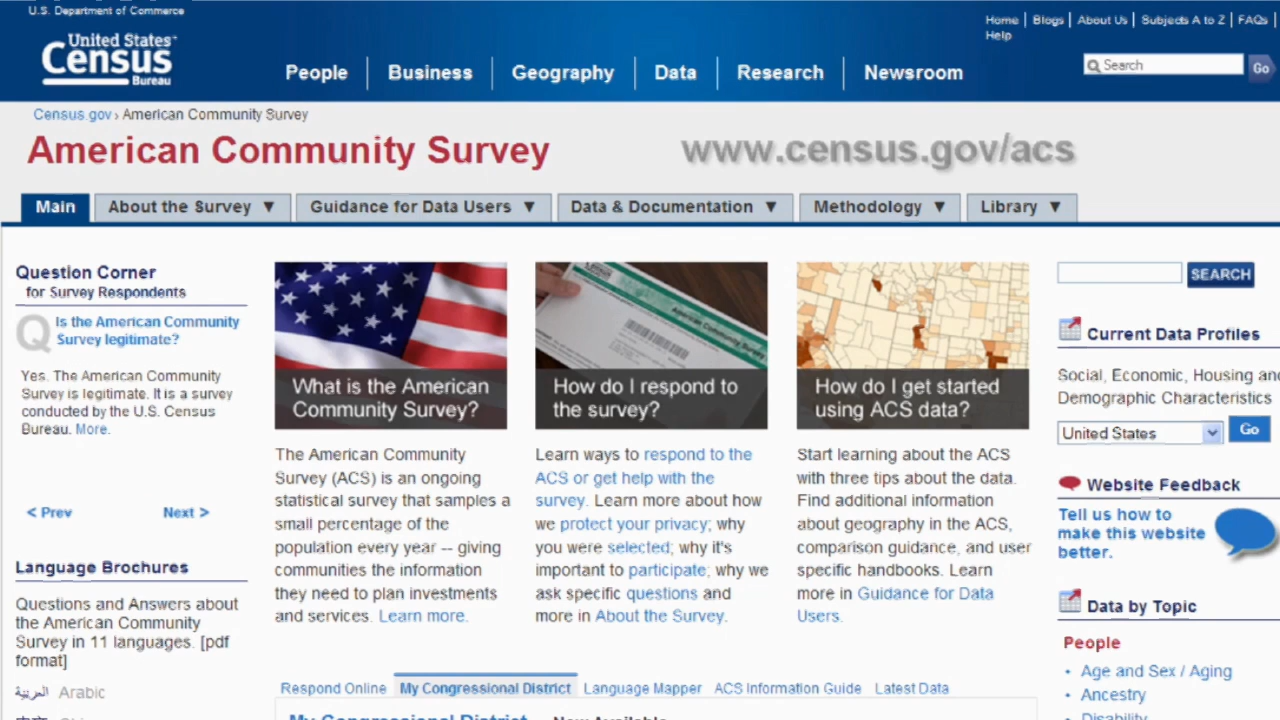 U.S. Department of Commerce
Home | Blogs | About Us | Subjects A to Z | FAQs |
Help
United States
Census
Bureau
People | Business | Geography | Data | Research | Newsroom
Search
Go
Census.gov › American Community Survey
American Community Survey
www.census.gov/acs
Main
About the Survey ▼
Guidance for Data Users ▼
Data & Documentation ▼
Methodology ▼
Library ▼
Question Corner
for Survey Respondents
Q
Is the American Community
Survey legitimate?
Yes. The American Community
Survey is legitimate. It is a survey
conducted by the U.S. Census
Bureau. More.
< Prev
Next >
Language Brochures
Questions and Answers about
the American Community
Survey in 11 languages. [pdf
format]
العربية Arabic
What is the American
Community Survey?
The American Community
Survey (ACS) is an ongoing
statistical survey that samples a
small percentage of the
population every year -- giving
communities the information
they need to plan investments
and services. Learn more.
American Community Survey
How do I respond to
the survey?
Learn ways to respond to the
ACS or get help with the
survey. Learn more about how
we protect your privacy; why
you were selected; why it's
important to participate; why we
ask specific questions and
more in About the Survey.
How do I get started
using ACS data?
Start learning about the ACS
with three tips about the data.
Find additional information
about geography in the ACS,
comparison guidance, and user
specific handbooks. Learn
more in Guidance for Data
Users.
Respond Online
My Congressional District
Language Mapper
ACS Information Guide
Latest Data
My Congressional District - Now Available
SEARCH
Current Data Profiles
Social, Economic, Housing and
Demographic Characteristics
United States
Go
Website Feedback
Tell us how to
make this website
better.
Data by Topic
People
• Age and Sex / Aging
• Ancestry
• Disability